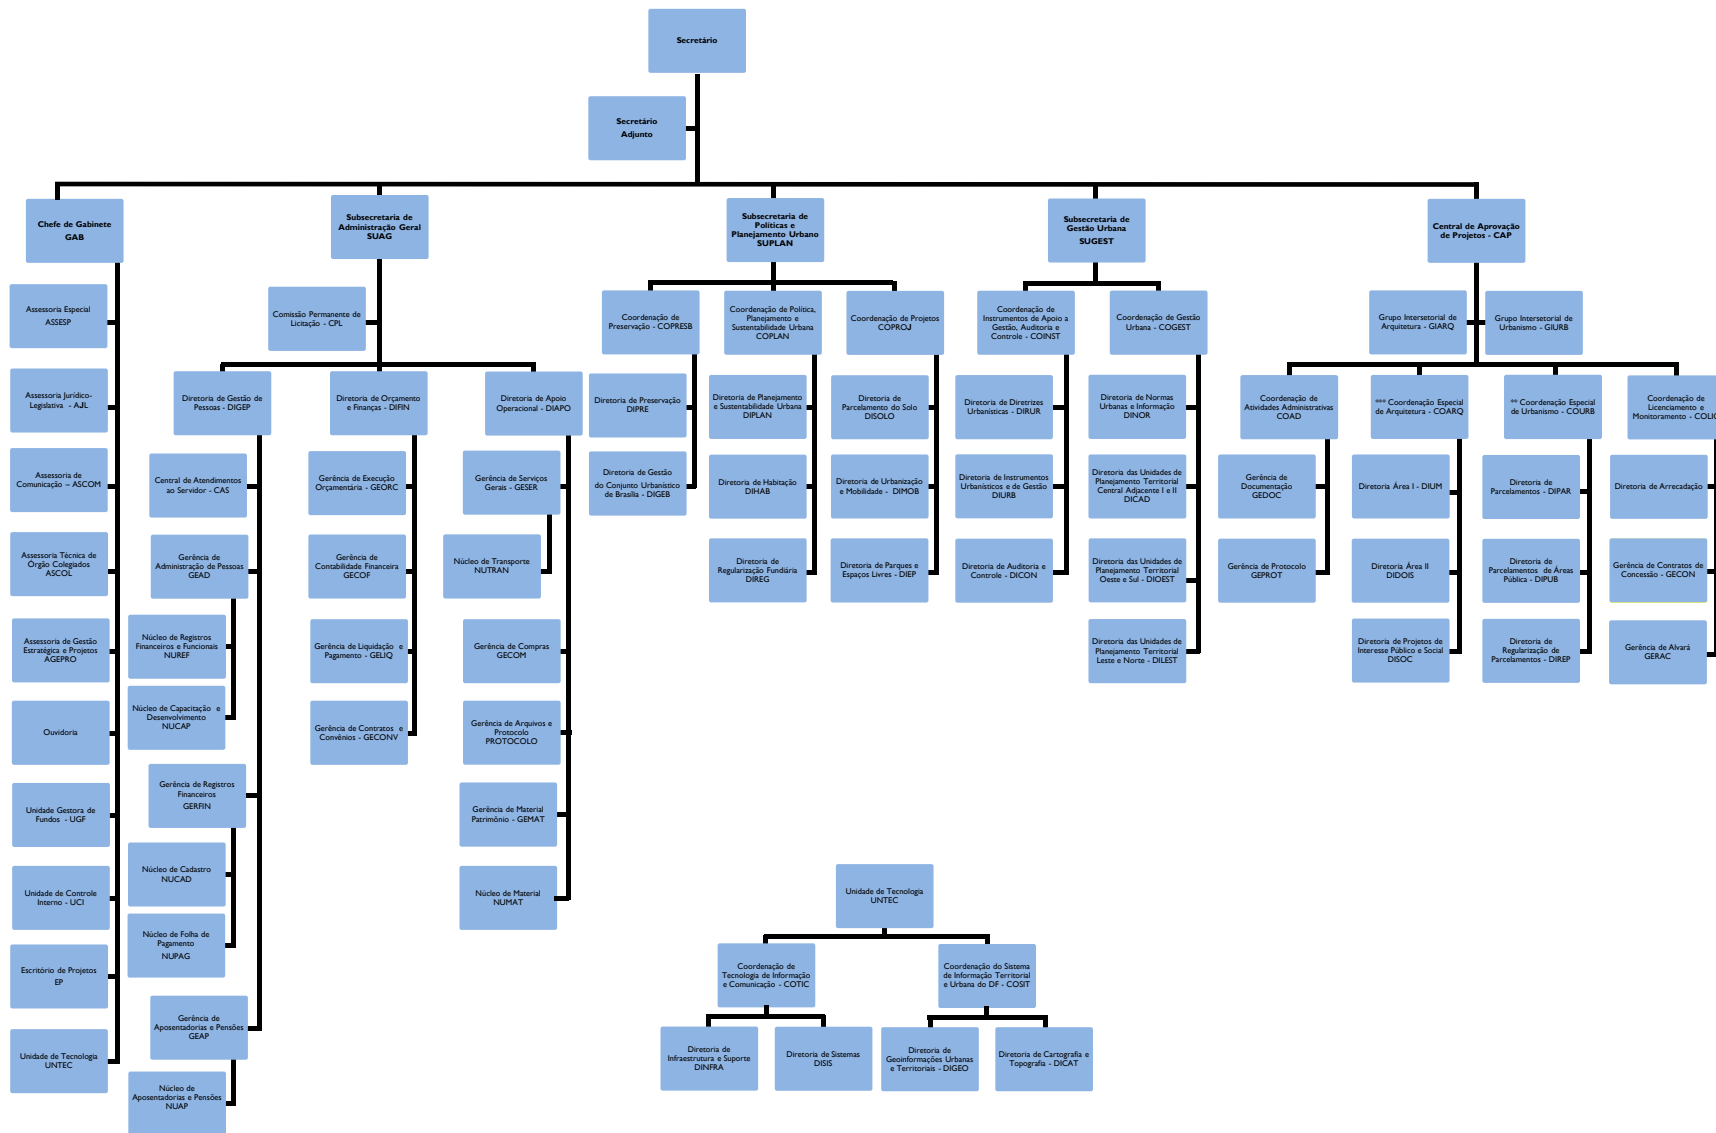 Secretário
Secretário
Adjunto
Chefe de Gabinete
GAB
Subsecretaria de
Administração Geral
SUAG
Subsecretaria de
Políticas e
Planejamento Urbano
SUPLAN
Subsecretaria de
Gestão Urbana
SUGEST
Central de Aprovação
de Projetos - CAP
Assessoria Especial
ASSESP
Assessoria Jurídico-
Legislativa - AJL
Assessoria de
Comunicação – ASCOM
Assessoria Técnica de
Órgão Colegiados
ASCOL
Assessoria de Gestão
Estratégica e Projetos
AGEPRO
Ouvidoria
Unidade Gestora de
Fundos - UGF
Unidade de Controle
Interno - UCI
Escritório de Projetos
EP
Unidade de Tecnologia
UNTEC
Comissão Permanente de
Licitação - CPL
Diretoria de Gestão de
Pessoas - DIGEP
Central de Atendimentos
ao Servidor - CAS
Gerência de
Administração de Pessoas
GEAD
Núcleo de Registros
Financeiros e Funcionais
NUREF
Núcleo de Capacitação e
Desenvolvimento
NUCAP
Gerência de Registros
Financeiros
GERFIN
Núcleo de Cadastro
NUCAD
Núcleo de Folha de
Pagamento
NUPAG
Gerência de
Aposentadorias e Pensões
GEAP
Núcleo de
Aposentadorias e Pensões
NUAP
Diretoria de Orçamento
e Finanças - DIFIN
Gerência de Execução
Orçamentária - GEORC
Gerência de
Contabilidade Financeira
GECOF
Gerência de Liquidação e
Pagamento - GELIQ
Gerência de Contratos e
Convênios - GECONV
Diretoria de Apoio
Operacional - DIAPO
Gerência de Serviços
Gerais - GESER
Núcleo de Transporte
NUTRAN
Gerência de Compras
GECOM
Gerência de Arquivos e
Protocolo
PROTOCOLO
Gerência de Material
Patrimônio - GEMAT
Núcleo de Material
NUMAT
Coordenação de
Preservação - COPRESB
Diretoria de Preservação
DIPRE
Diretoria de Gestão
do Conjunto Urbanístico
de Brasília - DIGEB
Coordenação de Política,
Planejamento e
Sustentabilidade Urbana
COPLAN
Diretoria de Planejamento
e Sustentabilidade Urbana
DIPLAN
Diretoria de Habitação
DIHAB
Diretoria de
Regularização Fundiária
DIREG
Coordenação de Projetos
COPROJ
Diretoria de
Parcelamento do Solo
DISOLO
Diretoria de Urbanização
e Mobilidade - DIMOB
Diretoria de Parques e
Espaços Livres - DIEP
Coordenação de
Instrumentos de Apoio a
Gestão, Auditoria e
Controle - COINST
Diretoria de Diretrizes
Urbanísticas - DIRUR
Diretoria de Instrumentos
Urbanísticos e de Gestão
DIURB
Diretoria de Auditoria e
Controle - DICON
Coordenação de Gestão
Urbana - COGEST
Diretoria de Normas
Urbanas e Informação
DINOR
Diretoria das Unidades de
Planejamento Territorial
Central Adjacente I e II
DICAD
Diretoria das Unidades de
Planejamento Territorial
Oeste e Sul - DIOEST
Diretoria das Unidades de
Planejamento Territorial
Leste e Norte - DILEST
Grupo Intersetorial de
Arquitetura - GIARQ
Grupo Intersetorial de
Urbanismo - GIURB
Coordenação de
Atividades Administrativas
COAD
Gerência de
Documentação
GEDOC
Gerência de Protocolo
GEPROT
*** Coordenação Especial
de Arquitetura - COARQ
Diretoria Área I - DIUM
Diretoria Área II
DIDOIS
Diretoria de Projetos de
Interesse Público e Social
DISOC
** Coordenação Especial
de Urbanismo - COURB
Diretoria de
Parcelamentos - DIPAR
Diretoria de
Parcelamentos de Áreas
Pública - DIPUB
Diretoria de
Regularização de
Parcelamentos - DIREP
Coordenação de
Licenciamento e
Monitoramento - COLIC
Diretoria de Arrecadação
Gerência de Contratos de
Concessão - GECON
Gerência de Alvará
GERAC
Unidade de Tecnologia
UNTEC
Coordenação de
Tecnologia de Informação
e Comunicação - COTIC
Diretoria de
Infraestrutura e Suporte
DINFRA
Diretoria de Sistemas
DISIS
Coordenação do Sistema
de Informação Territorial
e Urbana do DF - COSIT
Diretoria de
Geoinformações Urbanas
e Territoriais - DIGEO
Diretoria de Cartografia e
Topografia - DICAT